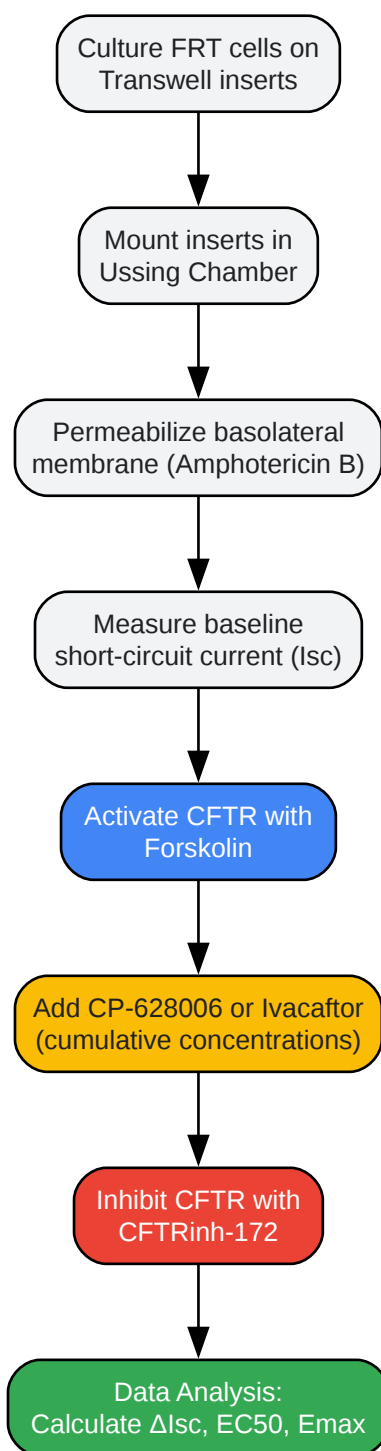 Culture FRT cells on
Transwell inserts
Mount inserts in
Ussing Chamber
Permeabilize basolateral
membrane (Amphotericin B)
Measure baseline
short-circuit current (Isc)
Activate CFTR with
Forskolin
Add CP-628006 or Ivacaftor
(cumulative concentrations)
Inhibit CFTR with
CFTRinh-172
Data Analysis:
Calculate ΔIsc, EC50, Emax